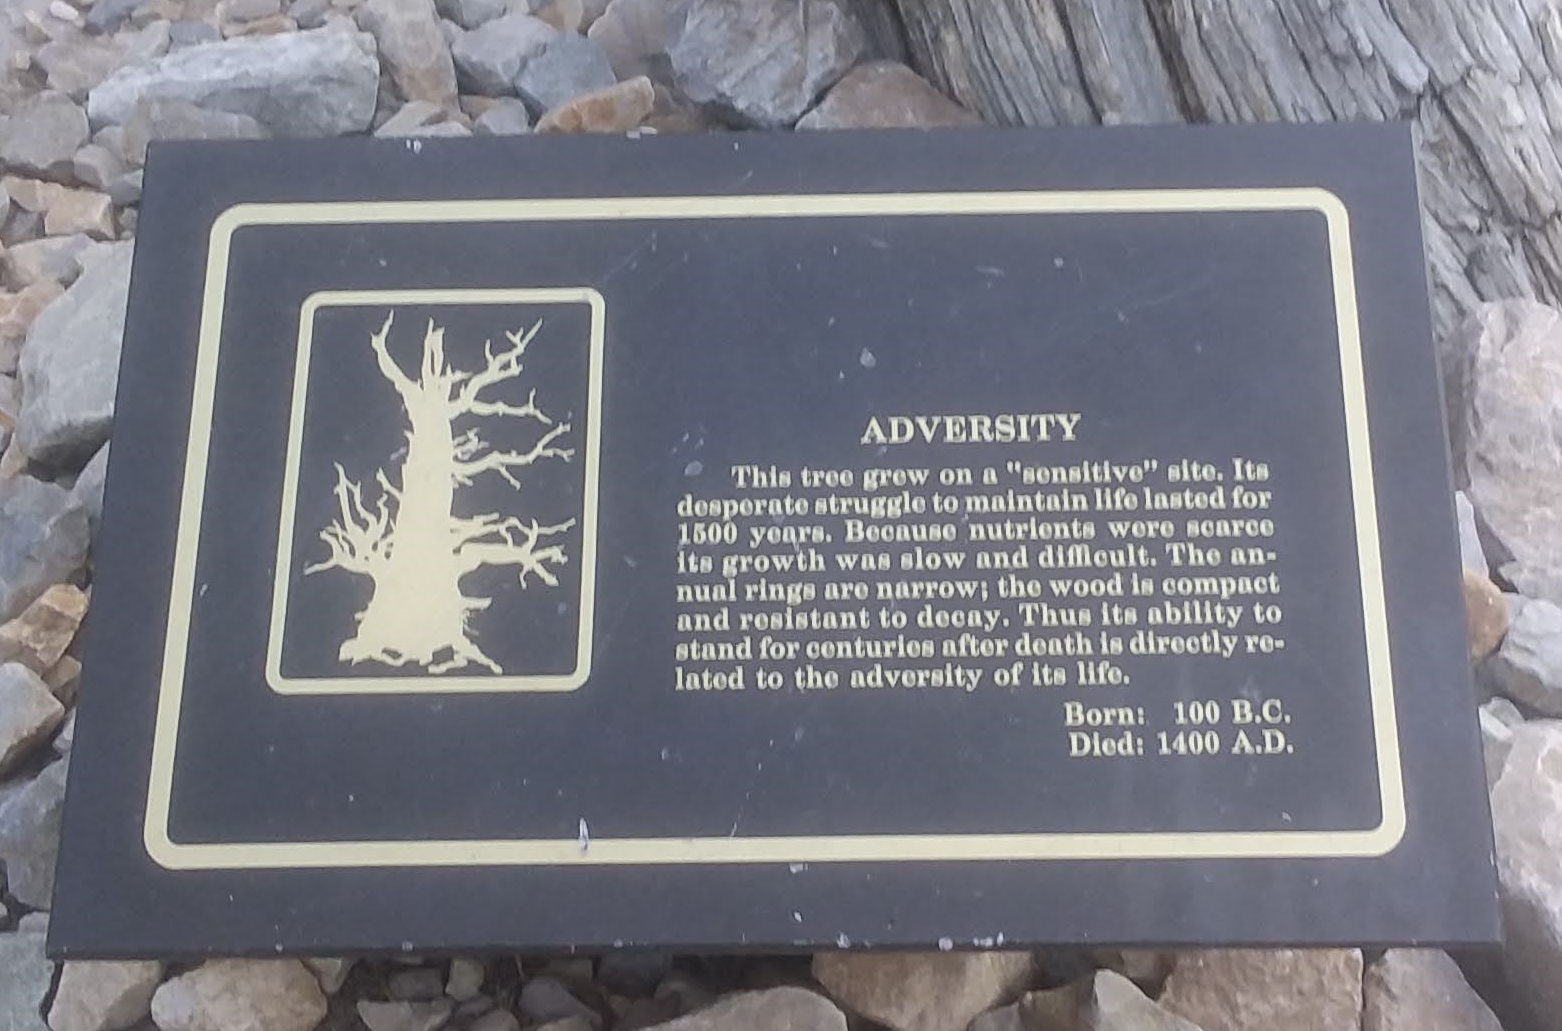 ADVERSITY
This tree grew on a "sensitive" site. Its
desperate struggle to maintain life lasted for
1500 years. Because nutrients were scarce
its growth was slow and difficult. The an-
nual rings are narrow; the wood is compact
and resistant to decay. Thus its ability to
stand for centuries after death is directly re-
lated to the adversity of its life.
Born: 100 B.C.
Died: 1400 A.D.